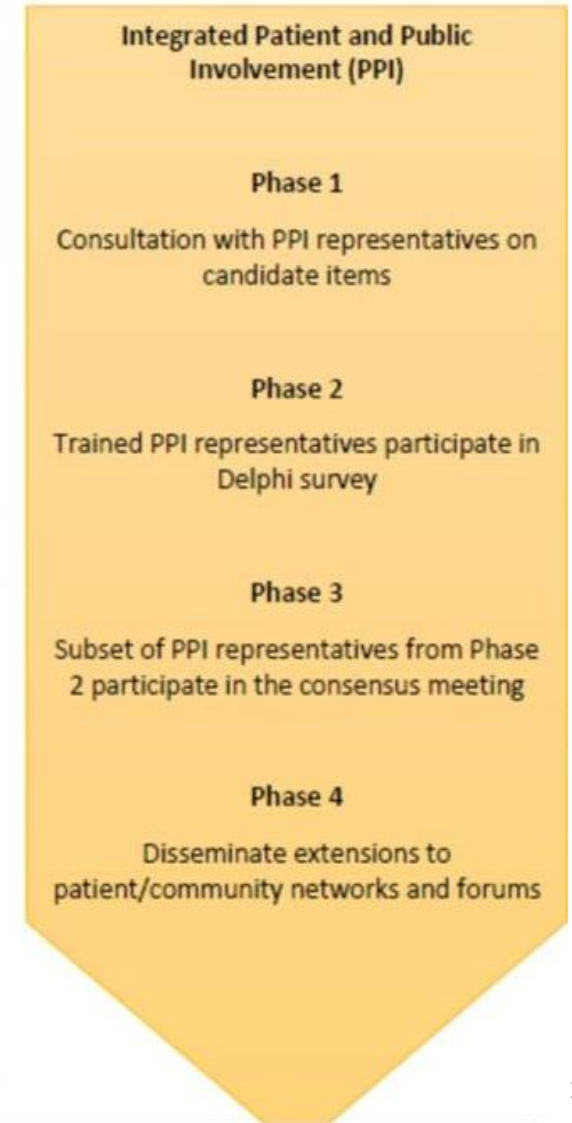 Integrated Patient and Public
Involvement (PPI)
Phase 1
Consultation with PPI representatives on
candidate items
Phase 2
Trained PPI representatives participate in
Delphi survey
Phase 3
Subset of PPI representatives from Phase
2 participate in the consensus meeting
Phase 4
Disseminate extensions to
patient/community networks and forums